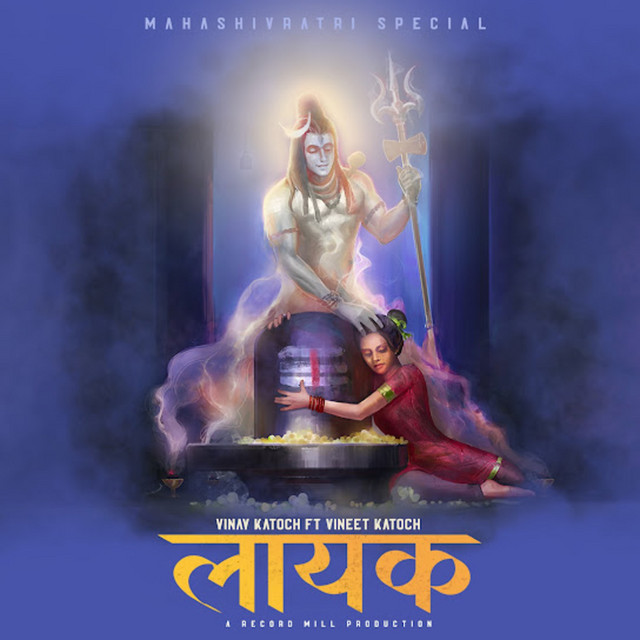 MAHASHIVRATRI SPECIAL
VINAY KATOCH FT VINEET KATOCH
लायक
A RECORD MILL PRODUCTION